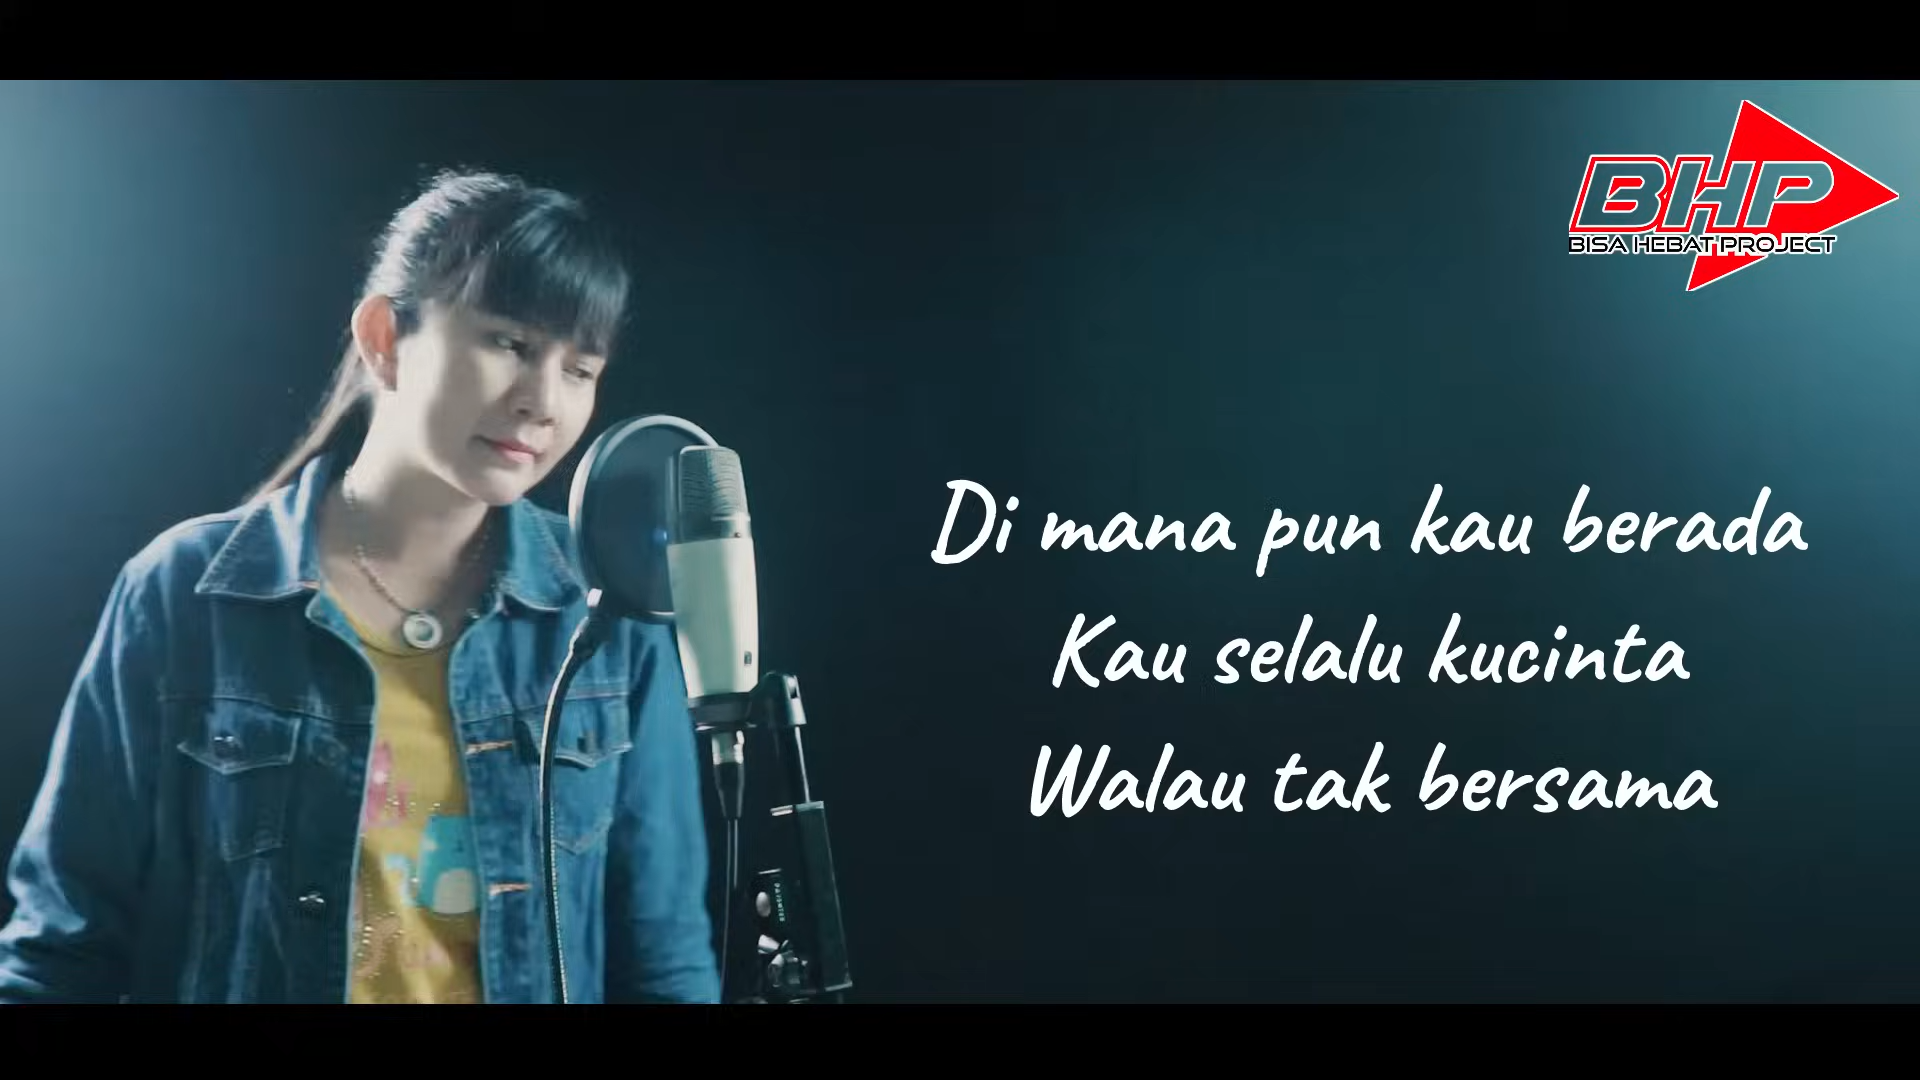 BHP
BISA HEBAT PROJECT
Di mana pun kau berada
Kau selalu kucinta
Walau tak bersama